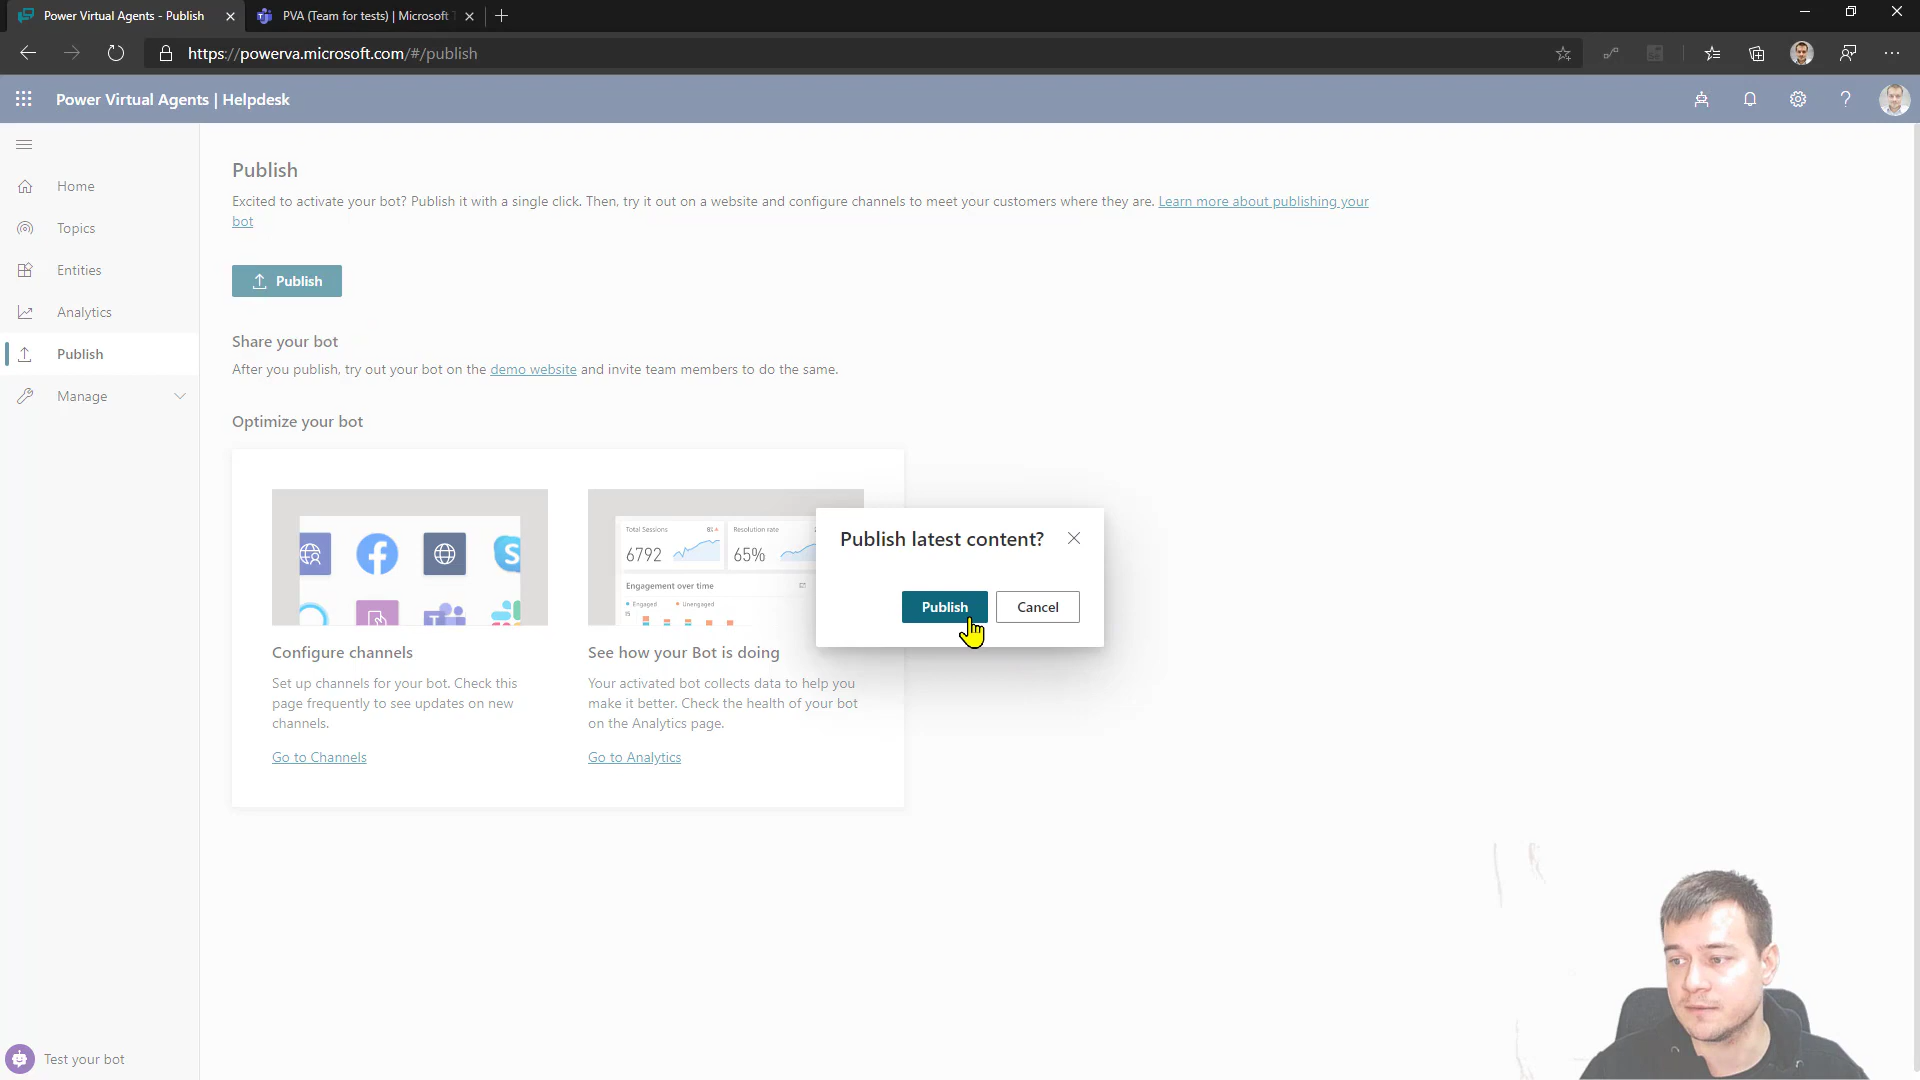 Power Virtual Agents - Publish
PVA (Team for tests) | Microsoft T
https://powerva.microsoft.com/#/publish
Power Virtual Agents | Helpdesk
Home
Topics
Entities
Analytics
Publish
Manage
Test your bot
Publish
Excited to activate your bot? Publish it with a single click. Then, try it out on a website and configure channels to meet your customers where they are. Learn more about publishing your
bot
Publish
Share your bot
After you publish, try out your bot on the demo website and invite team members to do the same.
Optimize your bot
Total Sessions
Resolution rate
6792
65%
Engagement over time
Engaged
Unengaged
Configure channels
Set up channels for your bot. Check this
page frequently to see updates on new
channels.
Go to Channels
See how your Bot is doing
Your activated bot collects data to help you
make it better. Check the health of your bot
on the Analytics page.
Go to Analytics
Publish latest content?
Publish
Cancel